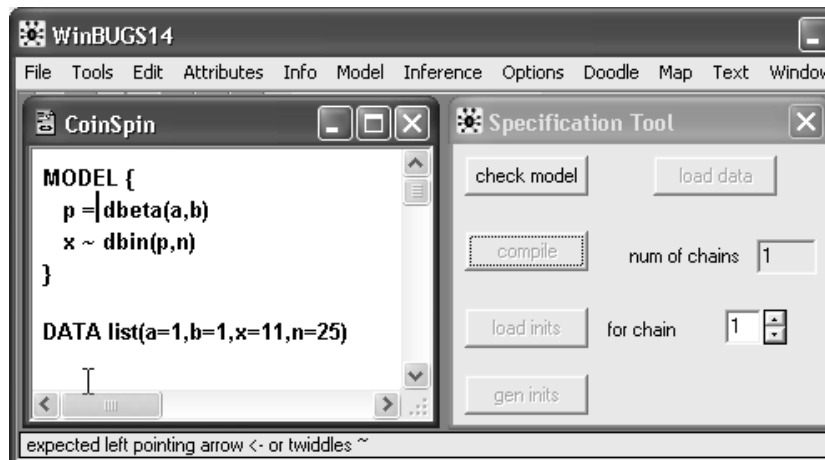 WinBUGS14
File Tools Edit Attributes Info Model Inference Options Doodle Map Text Window
CoinSpin
MODEL {
p = dbeta(a,b)
x ~ dbin(p,n)
}
DATA list(a=1,b=1,x=11,n=25)
Specification Tool
check model
load data
compile
num of chains 1
load inits
for chain 1
gen inits
expected left pointing arrow <- or twiddles ~